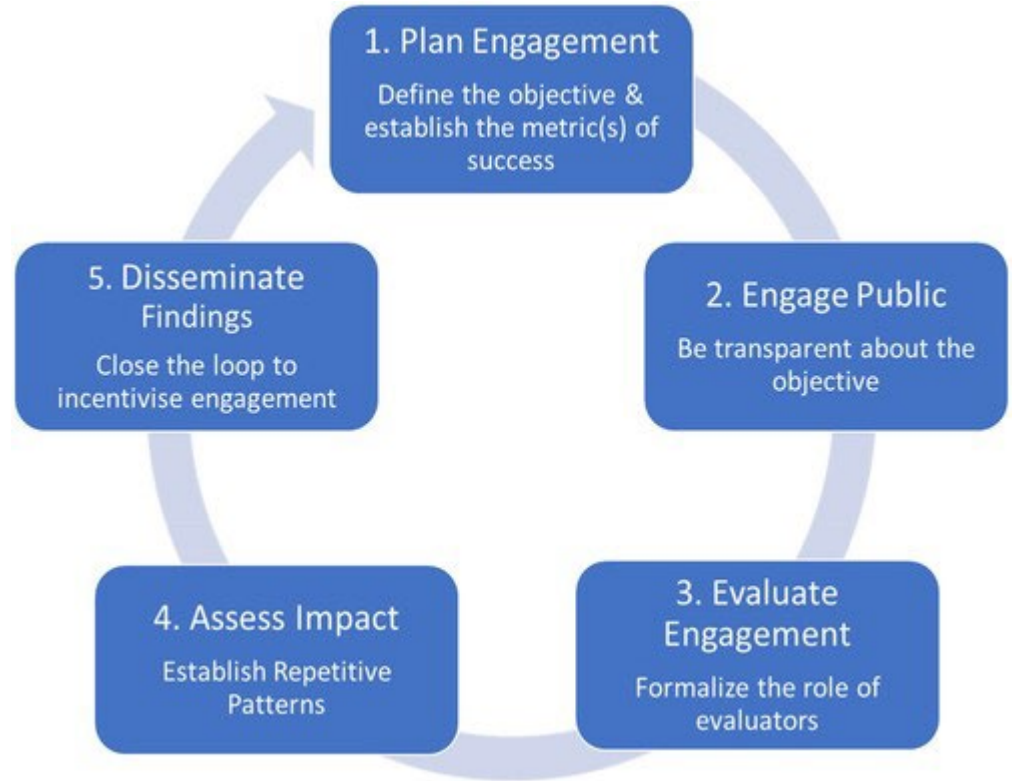 1. Plan Engagement
Define the objective &
establish the metric(s) of
success
2. Engage Public
Be transparent about the
objective
3. Evaluate
Engagement
Formalize the role of
evaluators
4. Assess Impact
Establish Repetitive
Patterns
5. Disseminate
Findings
Close the loop to
incentivise engagement